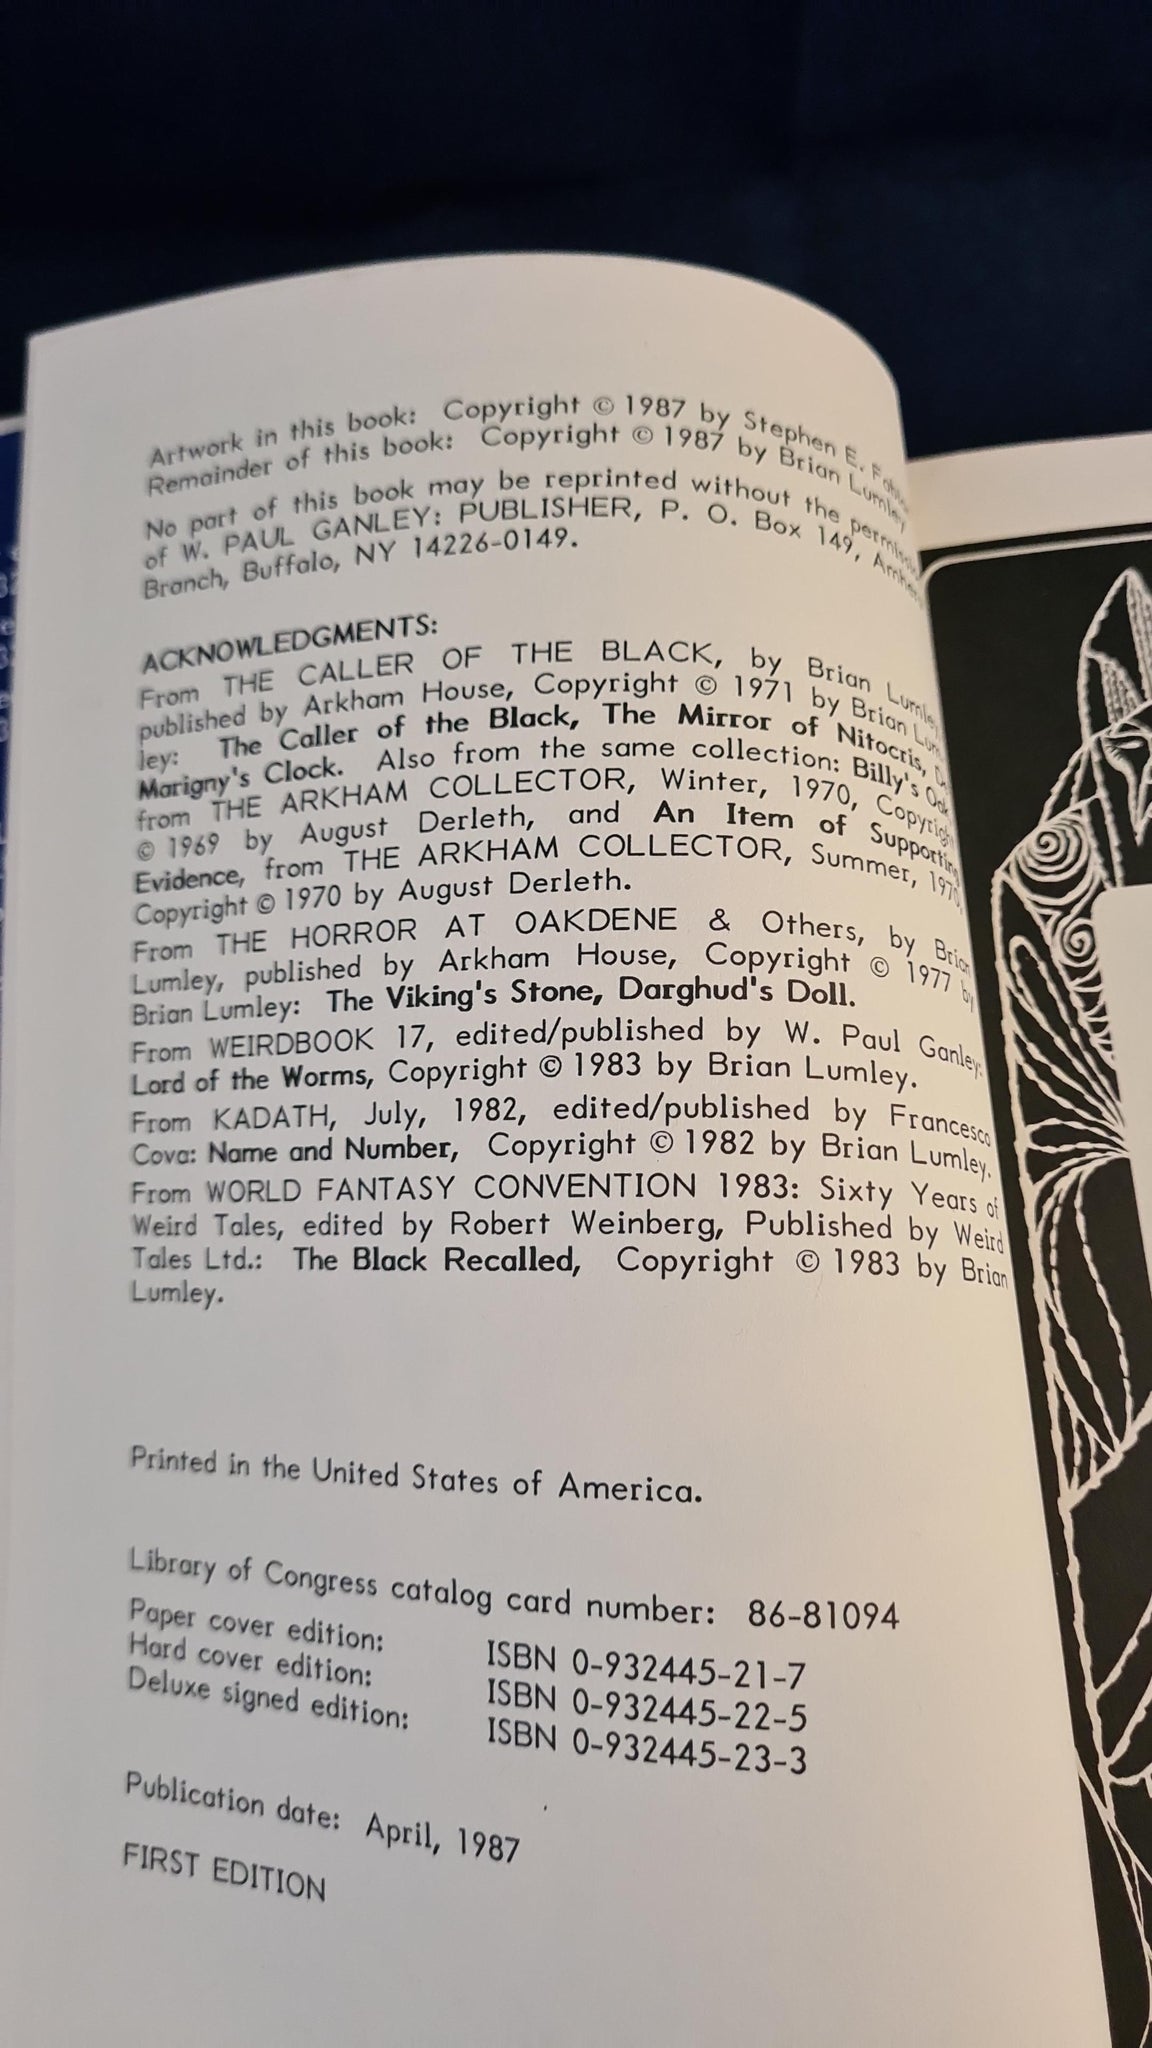 Artwork in this book: Copyright © 1987 by Stephen E.
Remainder of this book: Copyright © 1987 by Brian Lumley
No part of this book may be reprinted without the
of W. PAUL GANLEY: PUBLISHER, P. O. Box 149,
Branch, Buffalo, NY 14226-0149.
ACKNOWLEDGMENTS:
From THE CALLER OF THE BLACK, by Brian
published by Arkham House, Copyright © 1971 by Brian Lum-
ley: The Caller of the Black, The Mirror of Nitocris,
Marigny's Clock. Also from the same collection: Billy's Oak
from THE ARKHAM COLLECTOR, Winter, 1970, Copyright
© 1969 by August Derleth, and An Item of Supporting
Evidence, from THE ARKHAM COLLECTOR, Summer, 1970,
Copyright © 1970 by August Derleth.
From THE HORROR AT OAKDENE & Others, by Brian
Lumley, published by Arkham House, Copyright © 1977 by
Brian Lumley: The Viking's Stone, Darghud's Doll.
From WEIRDBOOK 17, edited/published by W. Paul Ganley:
Lord of the Worms, Copyright © 1983 by Brian Lumley.
From KADATH, July, 1982, edited/published by Francesco
Cova: Name and Number, Copyright © 1982 by Brian Lumley.
From WORLD FANTASY CONVENTION 1983: Sixty Years of
Weird Tales, edited by Robert Weinberg, Published by Weird
Tales Ltd.: The Black Recalled, Copyright © 1983 by Brian
Lumley.
Printed in the United States of America.
Library of Congress catalog card number: 86-81094
Paper cover edition: ISBN 0-932445-21-7
Hard cover edition: ISBN 0-932445-22-5
Deluxe signed edition: ISBN 0-932445-23-3
Publication date: April, 1987
FIRST EDITION